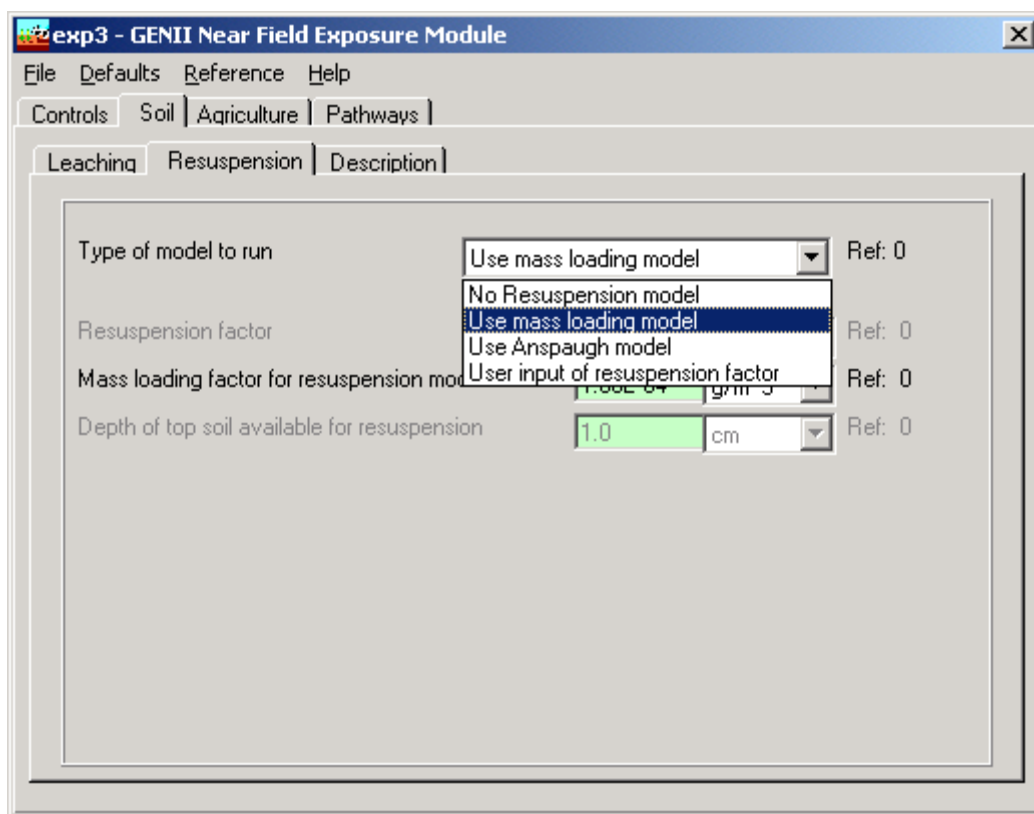 exp3 - GENII Near Field Exposure Module
File Defaults Reference Help
Controls Soil Agriculture Pathways
Leaching Resuspension Description
Type of model to run Use mass loading model Ref: 0
No Resuspension model
Use mass loading model
Resuspension factor Ref: 0
Use Anspaugh model
User input of resuspension factor
Mass loading factor for resuspension Ref: 0
Depth of top soil available for resuspension 1.0 cm Ref: 0